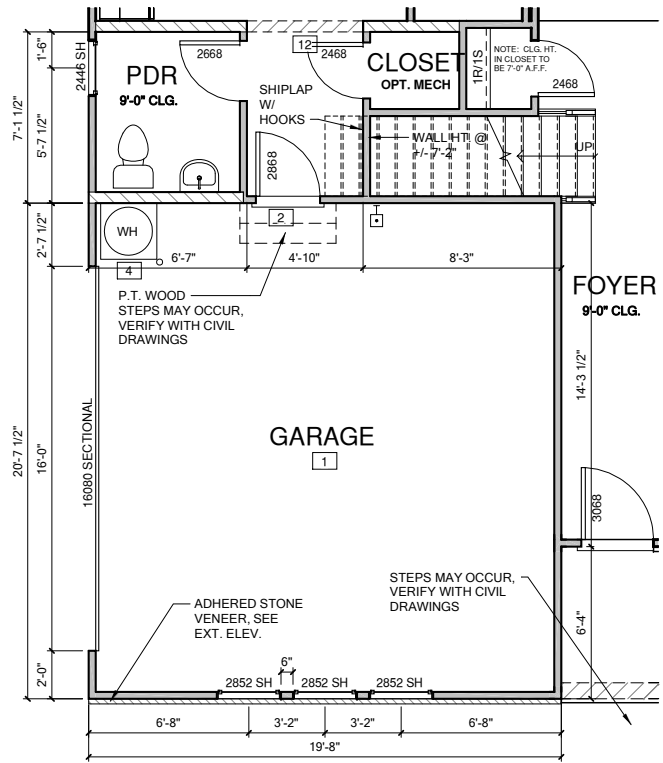 12
2668
2468
1'-6"
2446 SH
PDR
9'-0" CLG.
CLOSET
OPT. MECH
1R/1S
NOTE: CLG. HT.
IN CLOSET TO
BE 7'-0" A.F.F.
2468
SHIPLAP
W/
HOOKS
7'-1 1/2"
5'-7 1/2"
WALL HT. @
+/- 7'-2"
UP
2868
2
WH
4
2'-7 1/2"
6'-7"
4'-10"
8'-3"
P.T. WOOD
STEPS MAY OCCUR,
VERIFY WITH CIVIL
DRAWINGS
FOYER
9'-0" CLG.
14'-3 1/2"
20'-7 1/2"
16'-0"
16080 SECTIONAL
GARAGE
1
3068
STEPS MAY OCCUR,
VERIFY WITH CIVIL
DRAWINGS
ADHERED STONE
VENEER, SEE
EXT. ELEV.
6'-4"
2'-0"
6"
2852 SH
2852 SH
2852 SH
6'-8"
3'-2"
3'-2"
6'-8"
19'-8"